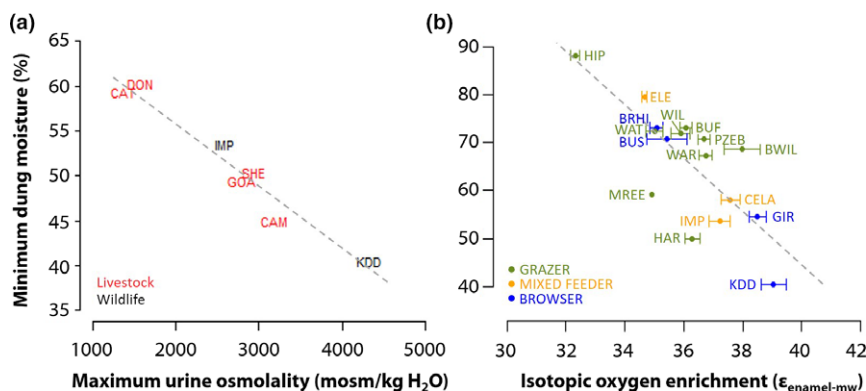 (a)
Minimum dung moisture (%)
65
60
55
50
45
40
35
DON
CAT
IMP
SHE
GOA
CAM
KDD
Livestock
Wildlife
1000 2000 3000 4000 5000
Maximum urine osmolality (mosm/kg H₂O)
(b)
90
80
70
60
50
40
HIP
ELE
BRHI WIL
WAT BUF
BUS PZEB
WAR BWIL
MREE CELA
IMP GIR
HAR
KDD
GRAZER
MIXED FEEDER
BROWSER
30 32 34 36 38 40 42
Isotopic oxygen enrichment (ε enamel-mw)